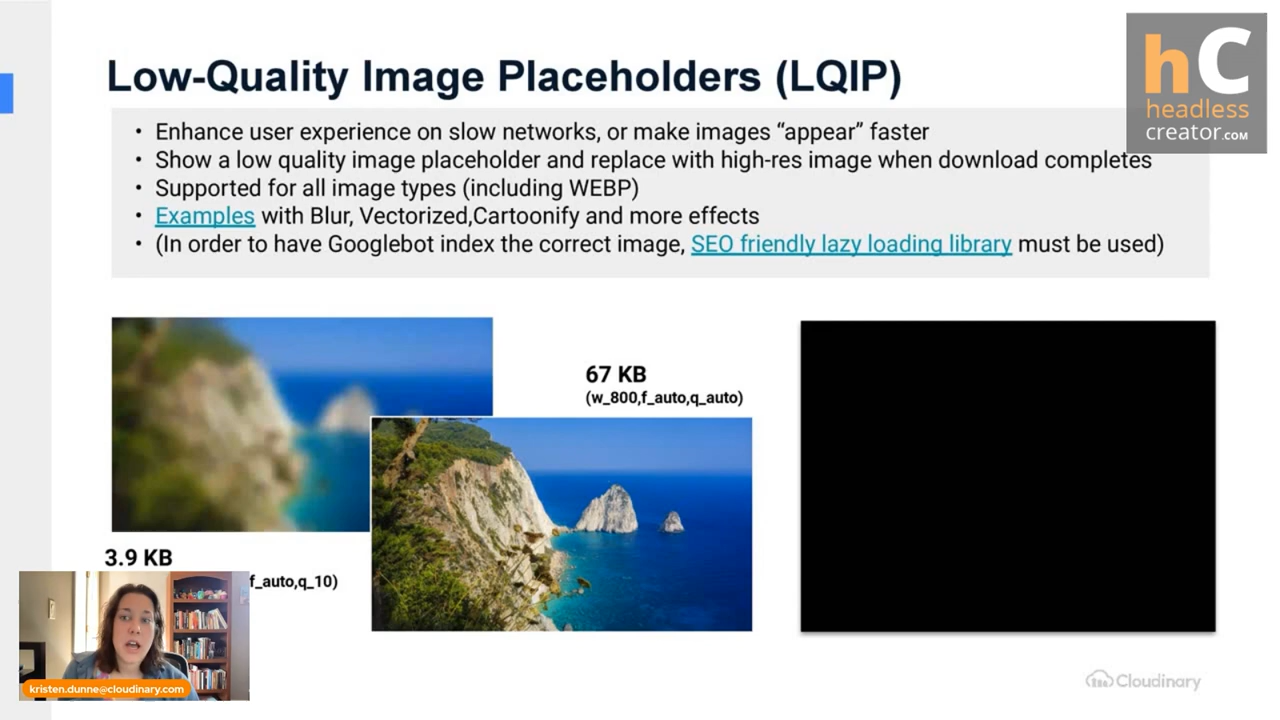 Low-Quality Image Placeholders (LQIP)
hC
headless
creator.COM
• Enhance user experience on slow networks, or make images “appear” faster
• Show a low quality image placeholder and replace with high-res image when download completes
• Supported for all image types (including WEBP)
• Examples with Blur, Vectorized,Cartoonify and more effects
• (In order to have Googlebot index the correct image, SEO friendly lazy loading library must be used)
67 KB
(w_800,f_auto,q_auto)
3.9 KB
f_auto,q_10)
kristen.dunne@cloudinary.com
Cloudinary